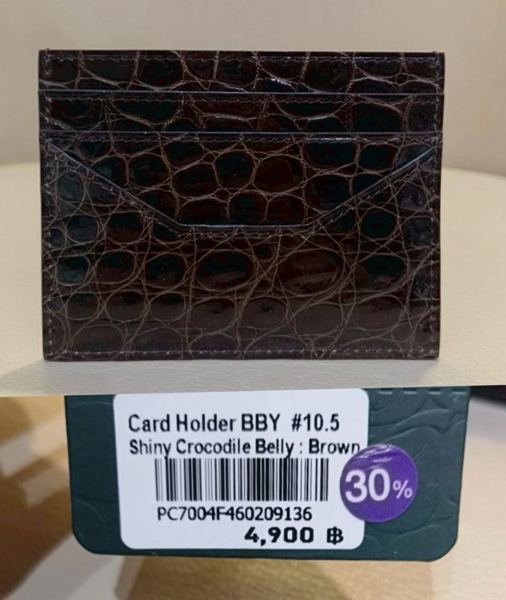 Card Holder BBY #10.5
Shiny Crocodile Belly : Brown
30%
PC7004F460209136
4,900 ฿